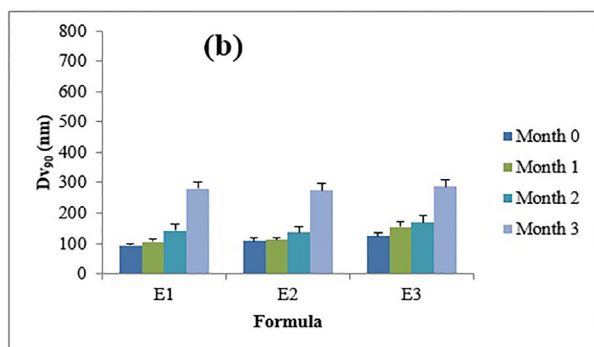 (b)
800
700
600
500
400
300
200
100
0
Dv90 (nm)
E1 E2 E3
Formula
Month 0
Month 1
Month 2
Month 3